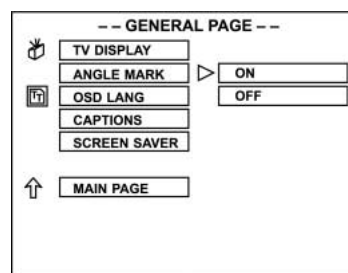 -- GENERAL PAGE --
TV DISPLAY
ANGLE MARK ON
OSD LANG OFF
CAPTIONS
SCREEN SAVER
MAIN PAGE